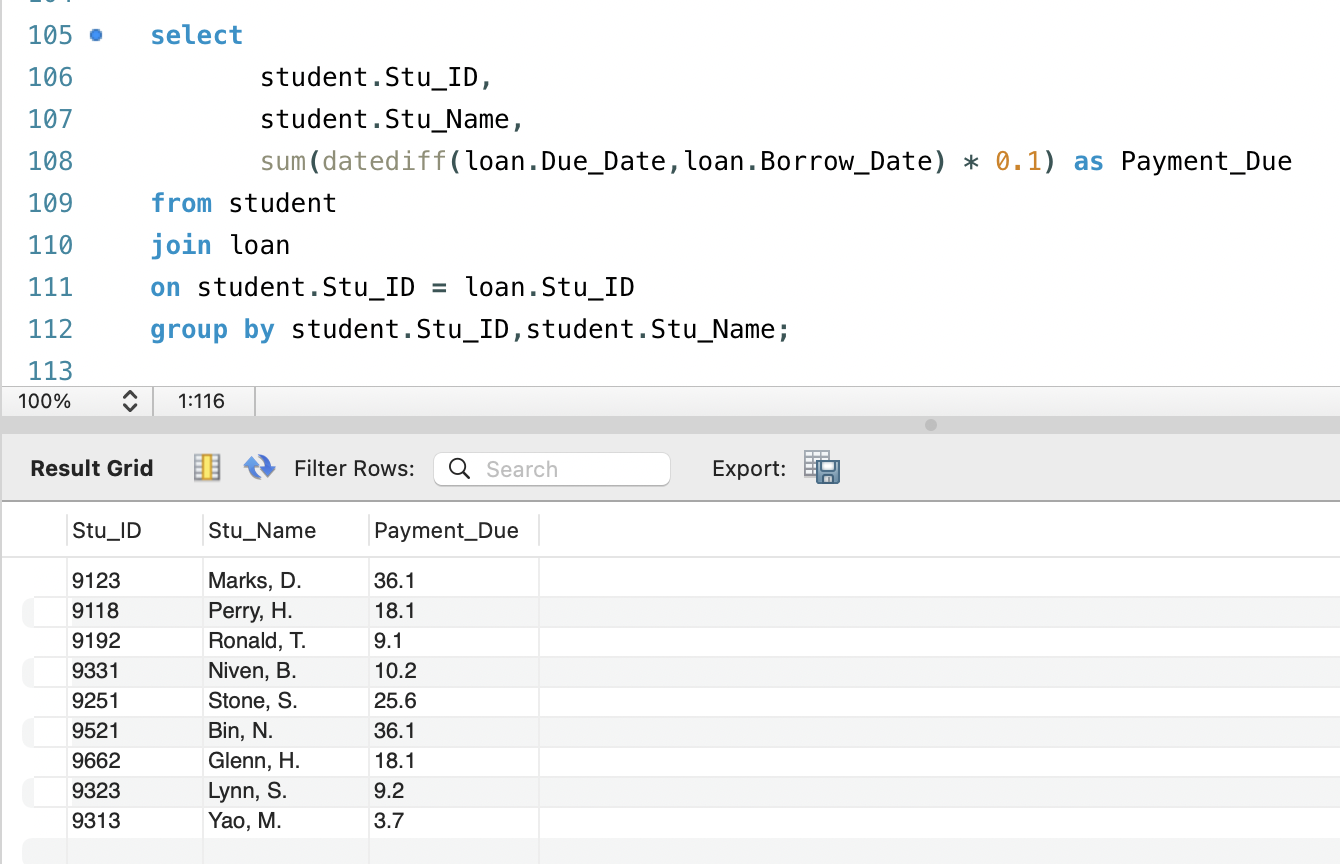 105 select
106 student.Stu_ID,
107 student.Stu_Name,
108 sum(datediff(loan.Due_Date,loan.Borrow_Date) * 0.1) as Payment_Due
109 from student
110 join loan
111 on student.Stu_ID = loan.Stu_ID
112 group by student.Stu_ID,student.Stu_Name;
113
100% 1:116
Result Grid Filter Rows: Search Export:
Stu_ID Stu_Name Payment_Due
9123 Marks, D. 36.1
9118 Perry, H. 18.1
9192 Ronald, T. 9.1
9331 Niven, B. 10.2
9251 Stone, S. 25.6
9521 Bin, N. 36.1
9662 Glenn, H. 18.1
9323 Lynn, S. 9.2
9313 Yao, M. 3.7